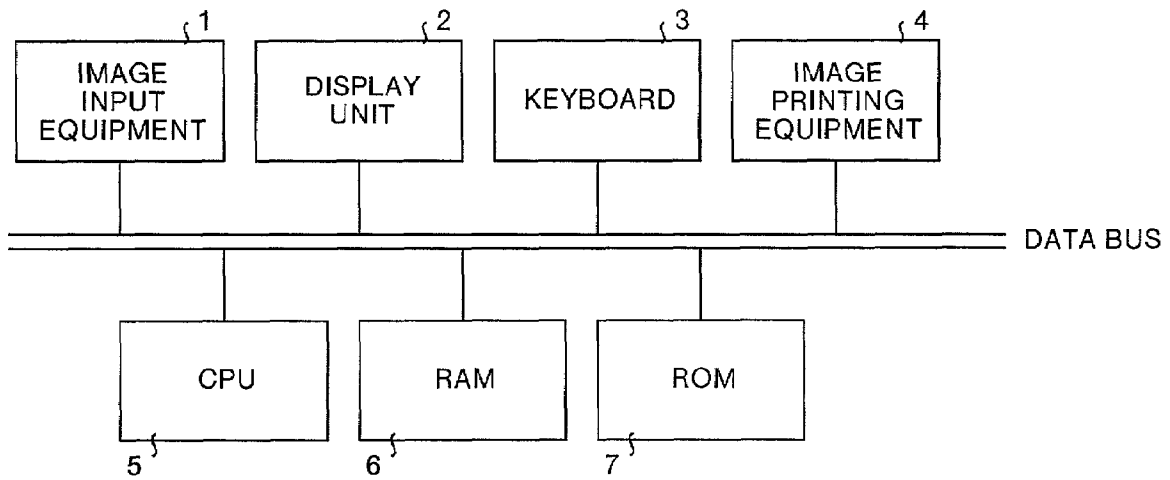 1
IMAGE
INPUT
EQUIPMENT
2
DISPLAY
UNIT
3
KEYBOARD
4
IMAGE
PRINTING
EQUIPMENT
DATA BUS
CPU
5
RAM
6
ROM
7